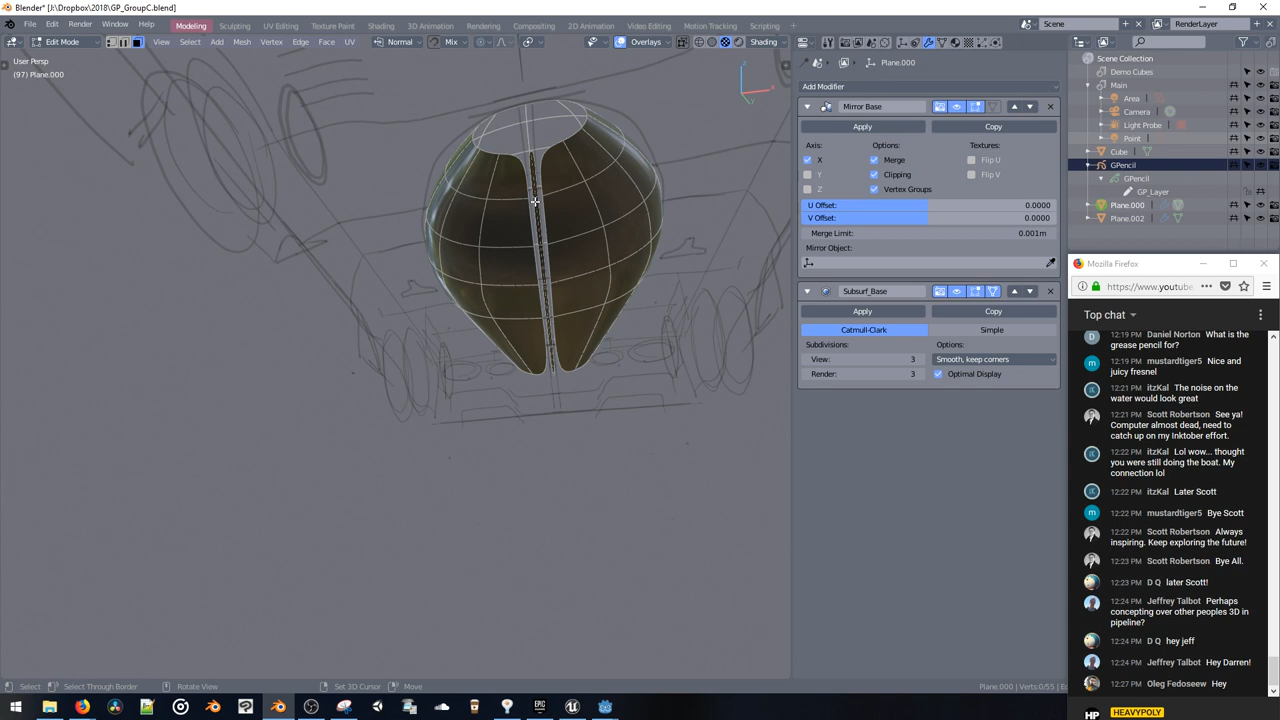 Blender* [J:\Dropbox\2018\GP_GroupC.blend]
File Edit Render Window Help
Modeling Sculpting UV Editing Texture Paint Shading 3D Animation Rendering Compositing 2D Animation Video Editing Motion Tracking Scripting
Scene
RenderLayer
Edit Mode View Select Add Mesh Vertex Edge Face UV Normal Mix Overlays Shading
User Persp
(97) Plane.000
z
x
y
Plane.000
Add Modifier
Mirror Base
Apply Copy
Axis: Options: Textures:
X Merge Flip U
Y Clipping Flip V
Z Vertex Groups
U Offset: 0.0000
V Offset: 0.0000
Merge Limit: 0.001m
Mirror Object:
Subsurf_Base
Apply Copy
Catmull-Clark Simple
Subdivisions: Options:
View: 3 Smooth, keep corners
Render: 3 Optimal Display
Scene Collection
Demo Cubes
Main
Area
Camera
Light Probe
Point
Cube
GPencil
GPencil
GP_Layer
Plane.000
Plane.002
Mozilla Firefox
https://www.youtube
Top chat
12:19 PM Daniel Norton What is the
grease pencil for?
12:19 PM mustardtiger5 Nice and
juicy fresnel
12:21 PM itzKal The noise on the
water would look great
12:21 PM Scott Robertson See ya!
Computer almost dead, need to
catch up on my Inktober effort.
12:22 PM itzKal Lol wow... thought
you were still doing the boat. My
connection lol
12:22 PM itzKal Later Scott
12:22 PM mustardtiger5 Bye Scott
12:22 PM Scott Robertson Always
inspiring. Keep exploring the future!
12:23 PM Scott Robertson Bye All.
12:23 PM D Q later Scott!
12:24 PM Jeffrey Talbot Perhaps
concepting over other peoples 3D in
pipeline?
12:24 PM D Q hey jeff
12:24 PM Jeffrey Talbot Hey Darren!
12:27 PM Oleg Fedoseew Hey
HP HEAVYPOLY
Select Select Through Border Rotate View Set 3D Cursor Move
Plane.000 | Verts:0/55 |